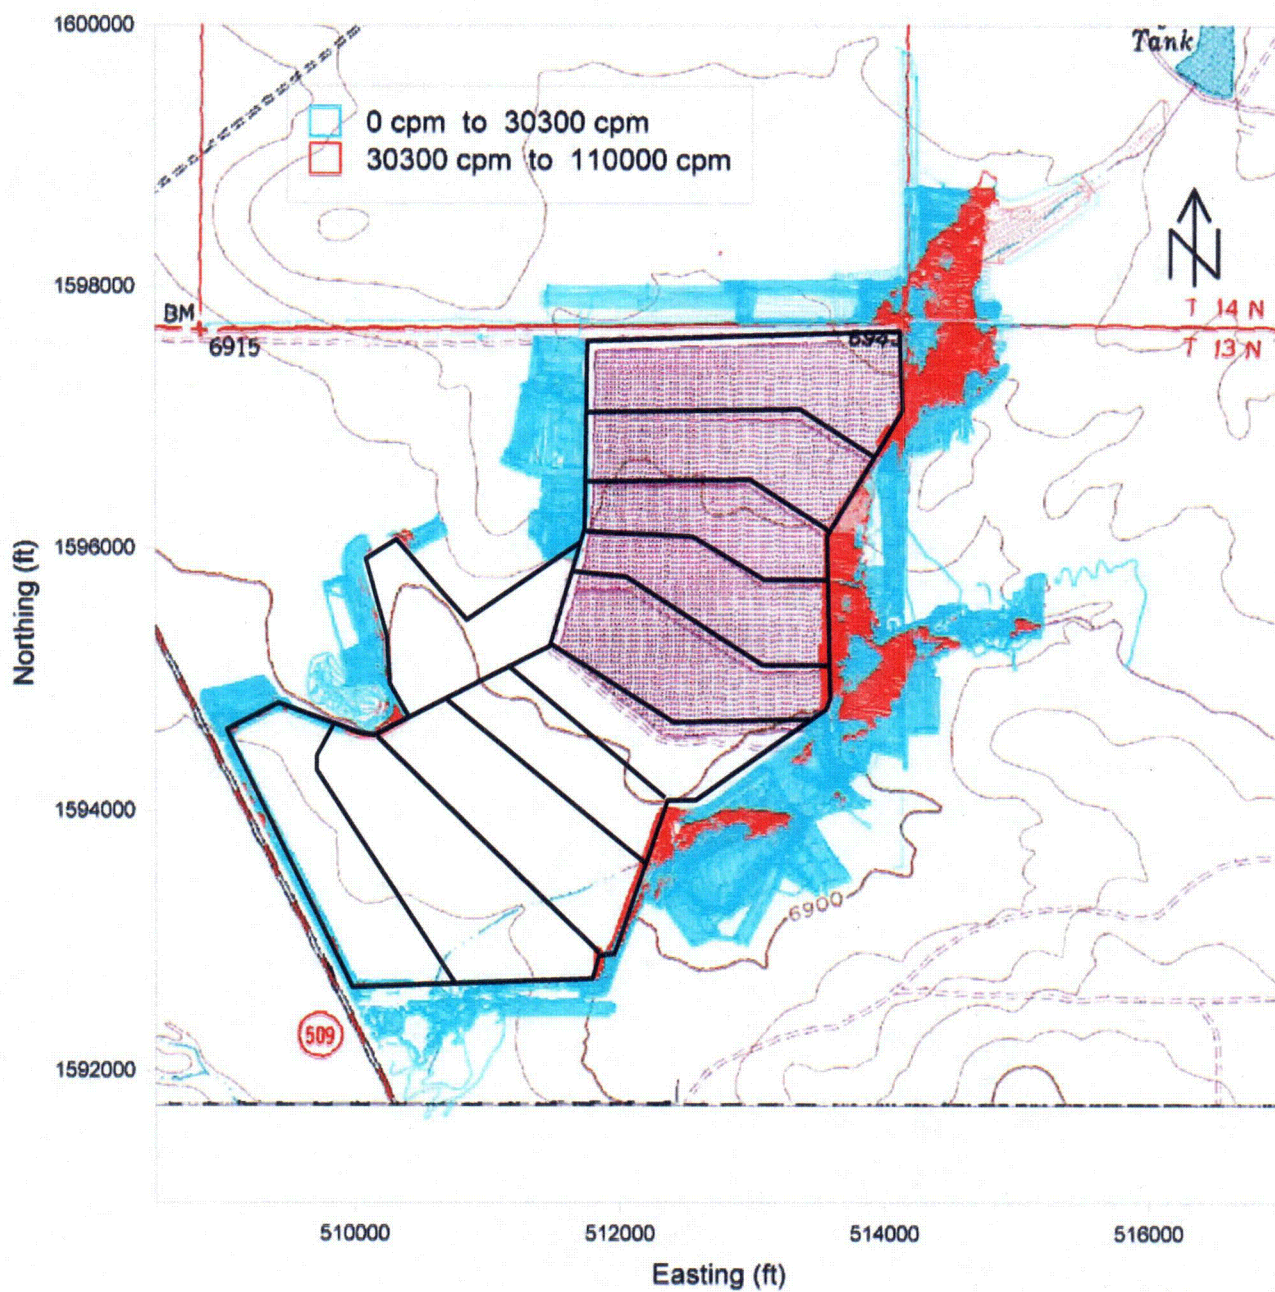 1600000
Tank
0 cpm to 30300 cpm
30300 cpm to 110000 cpm
N
1598000
BM
T 14 N
6915
T 13 N
1596000
Northing (ft)
1594000
6900
509
1592000
510000
512000
514000
516000
Easting (ft)